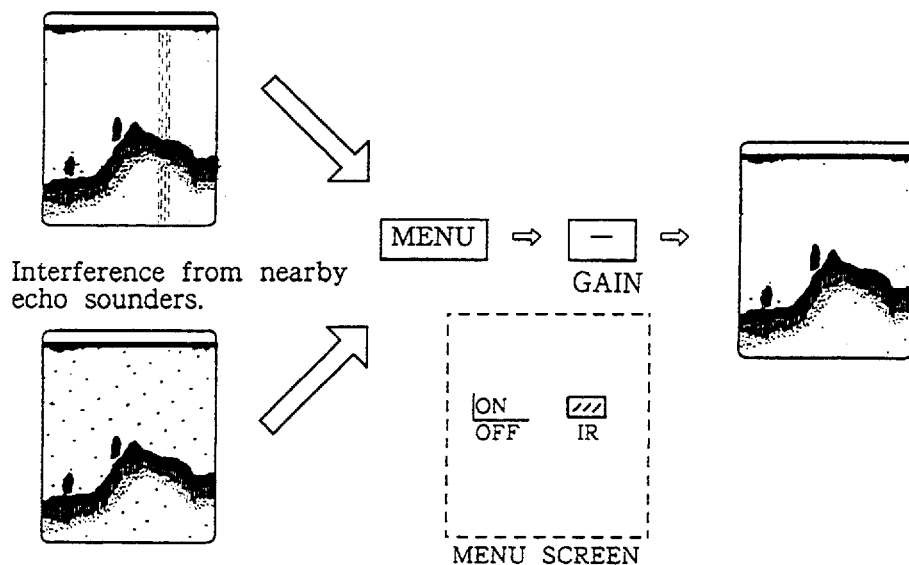 Interference from nearby
echo sounders.
MENU
—
GAIN
ON
OFF
IR
MENU SCREEN